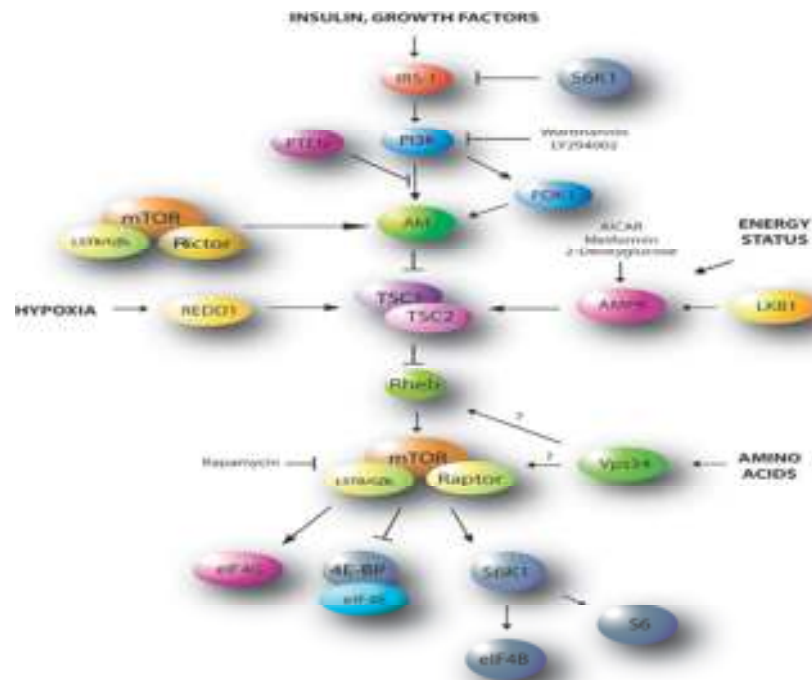 INSULIN, GROWTH FACTORS
IRS-1
S6K1
PTEN
PI3K
Wortmannin
LY294002
PDK1
mTOR
Rictor
AICAR
Metformin
2-Deoxyglucose
ENERGY
STATUS
HYPOXIA
REDD1
TSC1
TSC2
AMPK
LKB1
Rheb
?
Rapamycin
mTOR
Raptor
?
Vps34
AMINO
ACIDS
eIF4G
4E-BP
eIF-4E
S6K1
S6
eIF4B